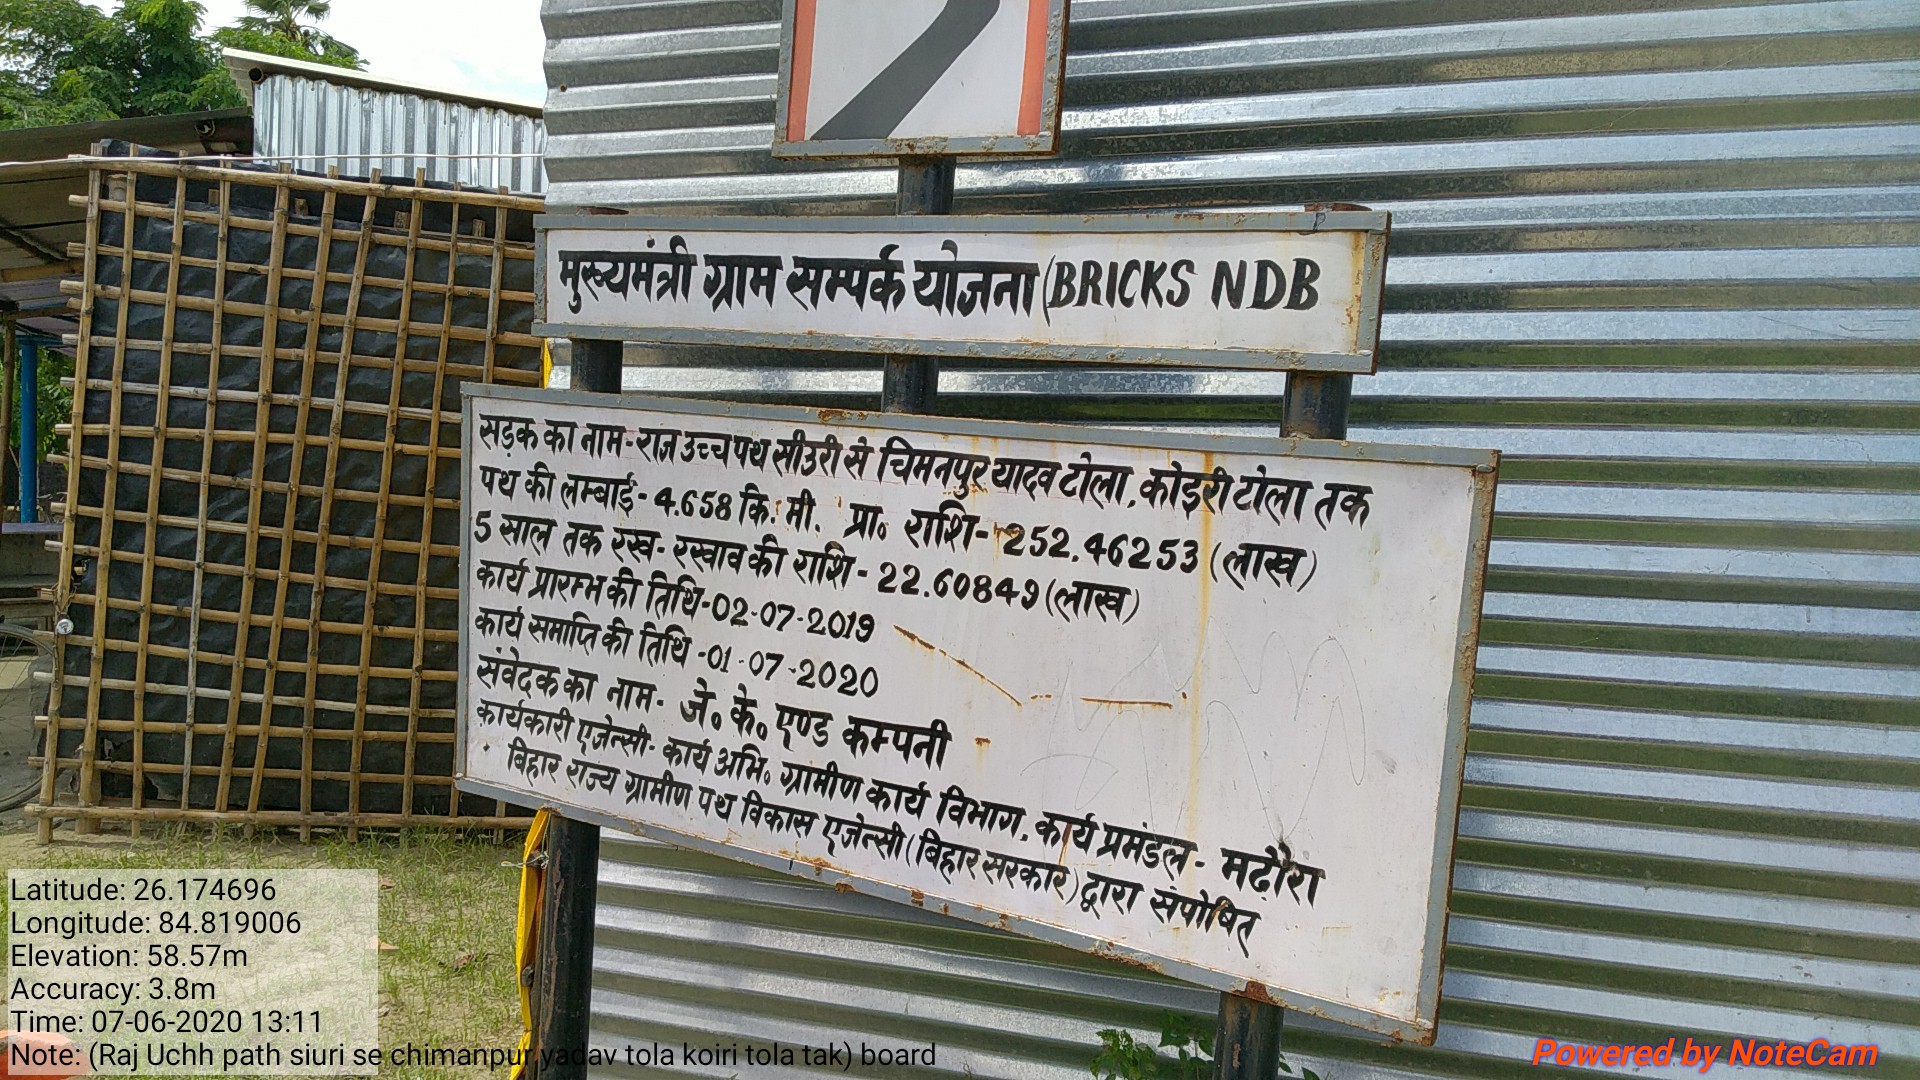 मुख्यमंत्री ग्राम सम्पर्क योजना (BRICKS NDB
सड़क का नाम - राज उच्च पथ सीउरी से चिमनपुर यादव टोला, कोइरी टोला तक
पथ की लम्बाई - 4.658 कि. मी. प्रा० राशि - 252.46253 (लाख)
5 साल तक रख - रखाव की राशि - 22.60849 (लाख)
कार्य प्रारम्भ की तिथि - 02-07-2019
कार्य समाप्ति की तिथि - 01-07-2020
संवेदक का नाम - जे० के० एण्ड कम्पनी
कार्यकारी एजेन्सी - कार्य अभि० ग्रामीण कार्य विभाग, कार्य प्रमंडल - मढ़ौरा
बिहार राज्य ग्रामीण पथ विकास एजेन्सी (बिहार सरकार) द्वारा संपोषित
Latitude: 26.174696
Longitude: 84.819006
Elevation: 58.57m
Accuracy: 3.8m
Time: 07-06-2020 13:11
Note: (Raj Uchh path siuri se chimanpur yadav tola koiri tola tak) board
Powered by NoteCam